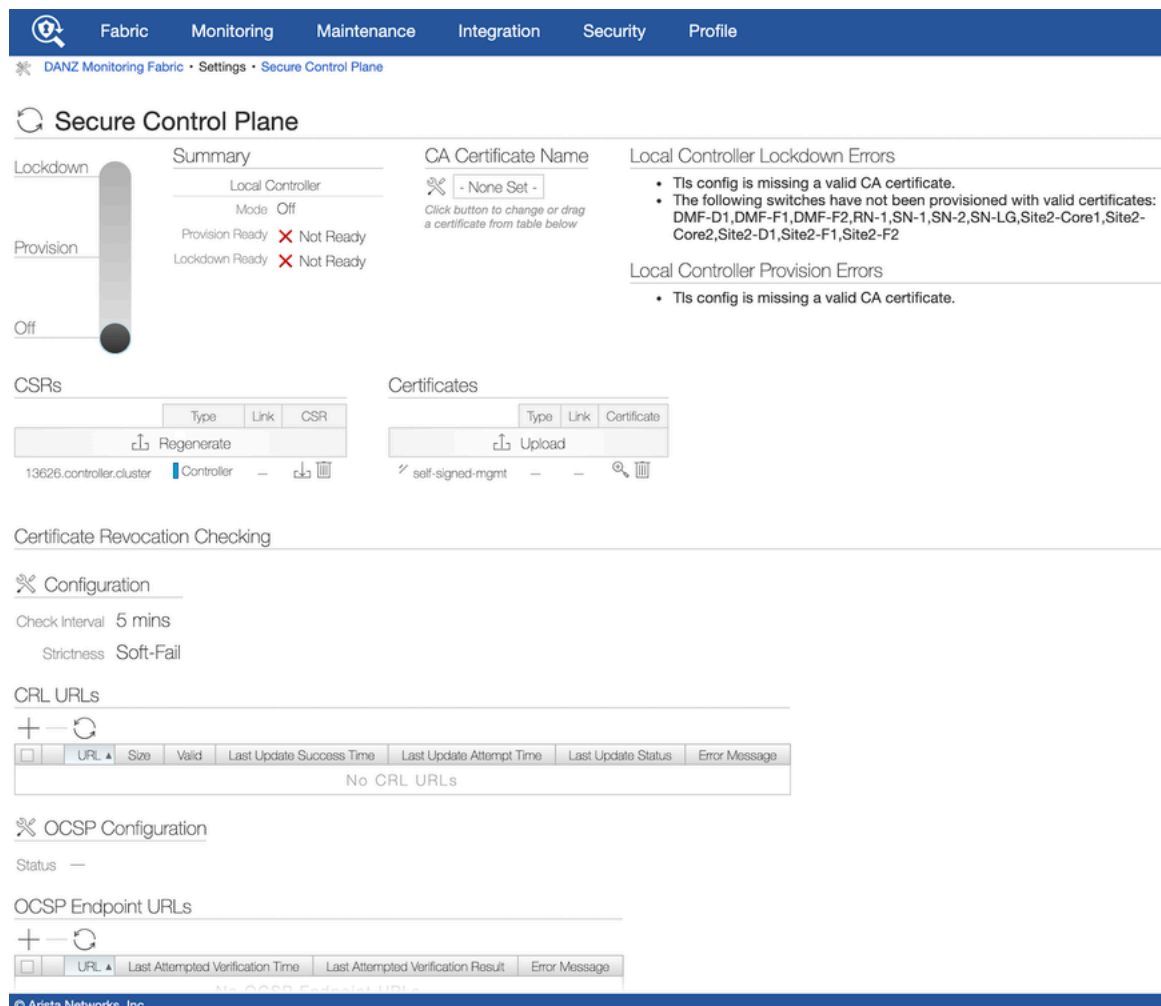 Fabric Monitoring Maintenance Integration Security Profile
DANZ Monitoring Fabric • Settings • Secure Control Plane
Secure Control Plane
Lockdown
Provision
Off
Summary
Local Controller
Mode Off
Provision Ready Not Ready
Lockdown Ready Not Ready
CA Certificate Name
- None Set -
Click button to change or drag
a certificate from table below
Local Controller Lockdown Errors
• Tls config is missing a valid CA certificate.
• The following switches have not been provisioned with valid certificates:
DMF-D1,DMF-F1,DMF-F2,RN-1,SN-1,SN-2,SN-LG,Site2-Core1,Site2-
Core2,Site2-D1,Site2-F1,Site2-F2
Local Controller Provision Errors
• Tls config is missing a valid CA certificate.
CSRs
Type Link CSR
Regenerate
13626.controller.cluster Controller –
Certificates
Type Link Certificate
Upload
self-signed-mgmt – –
Certificate Revocation Checking
Configuration
Check Interval 5 mins
Strictness Soft-Fail
CRL URLs
URL Size Valid Last Update Success Time Last Update Attempt Time Last Update Status Error Message
No CRL URLs
OCSP Configuration
Status —
OCSP Endpoint URLs
URL Last Attempted Verification Time Last Attempted Verification Result Error Message
No OCSP Endpoint URLs
© Arista Networks, Inc.